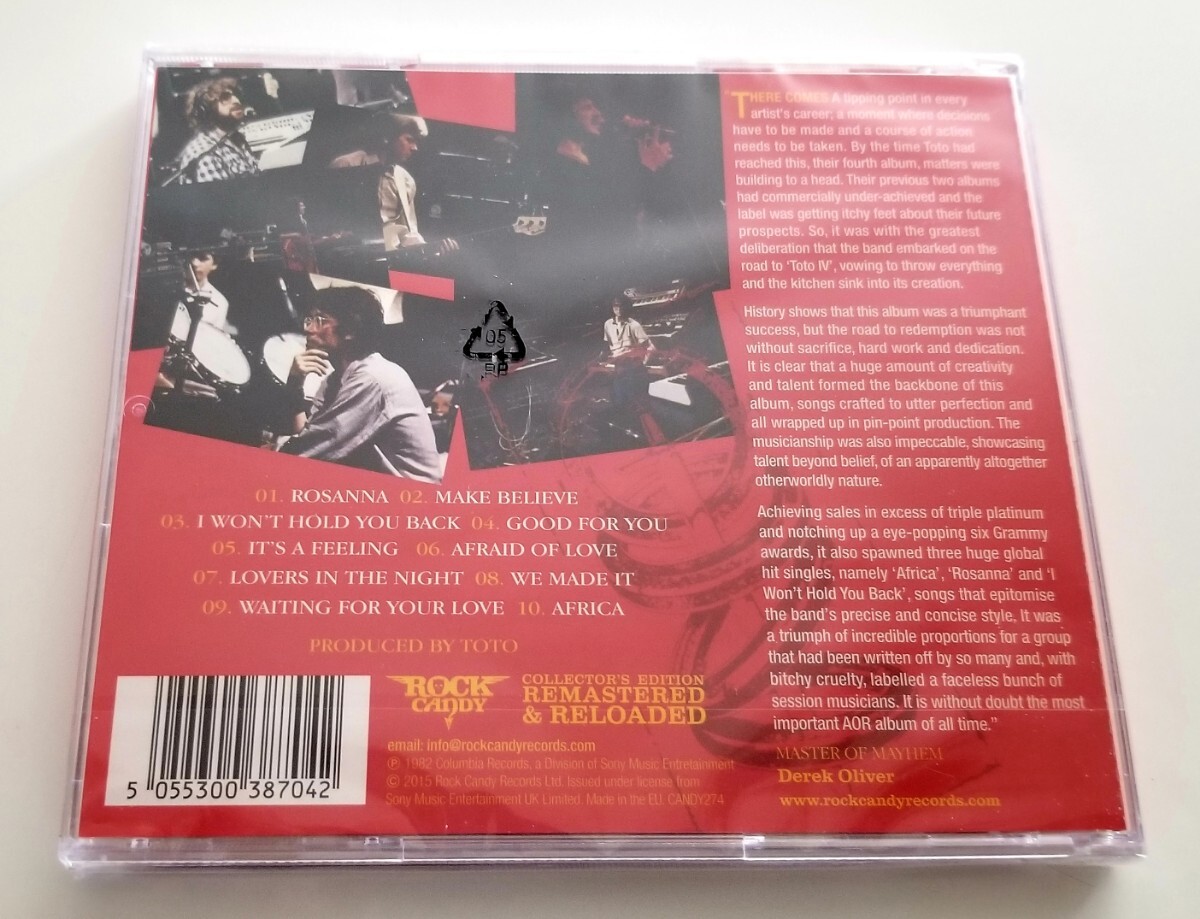 01. ROSANNA 02. MAKE BELIEVE
03. I WON'T HOLD YOU BACK 04. GOOD FOR YOU
05. IT'S A FEELING 06. AFRAID OF LOVE
07. LOVERS IN THE NIGHT 08. WE MADE IT
09. WAITING FOR YOUR LOVE 10. AFRICA
PRODUCED BY TOTO
"THERE COMES A tipping point in every
artist's career; a moment where decisions
have to be made and a course of action
needs to be taken. By the time Toto had
reached this, their fourth album, matters were
building to a head. Their previous two albums
had commercially under-achieved and the
label was getting itchy feet about their future
prospects. So, it was with the greatest
deliberation that the band embarked on the
road to 'Toto IV', vowing to throw everything
and the kitchen sink into its creation.
History shows that this album was a triumphant
success, but the road to redemption was not
without sacrifice, hard work and dedication.
It is clear that a huge amount of creativity
and talent formed the backbone of this
album, songs crafted to utter perfection and
all wrapped up in pin-point production. The
musicianship was also impeccable, showcasing
talent beyond belief, of an apparently altogether
otherworldly nature.
Achieving sales in excess of triple platinum
and notching up a eye-popping six Grammy
awards, it also spawned three huge global
hit singles, namely 'Africa', 'Rosanna' and 'I
Won't Hold You Back', songs that epitomise
the band's precise and concise style. It was
a triumph of incredible proportions for a group
that had been written off by so many and, with
bitchy cruelty, labelled a faceless bunch of
session musicians. It is without doubt the most
important AOR album of all time."
MASTER OF MAYHEM
Derek Oliver
www.rockcandyrecords.com
ROCK
CANDY
COLLECTOR'S EDITION
REMASTERED
& RELOADED
email: info@rockcandyrecords.com
℗ 1982 Columbia Records, a Division of Sony Music Entretainment
© 2015 Rock Candy Records Ltd. Issued under license from
Sony Music Entertainment UK Limited. Made in the EU. CANDY274
5 055300 387042
05